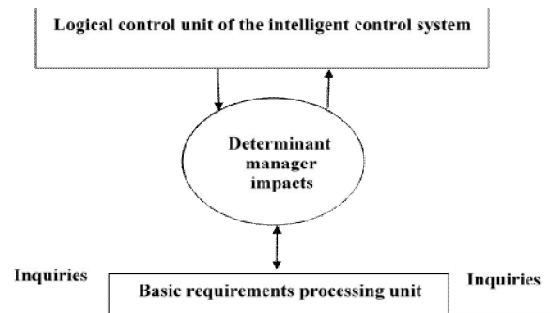 Logical control unit of the intelligent control system
Determinant
manager
impacts
Inquiries
Basic requirements processing unit
Inquiries